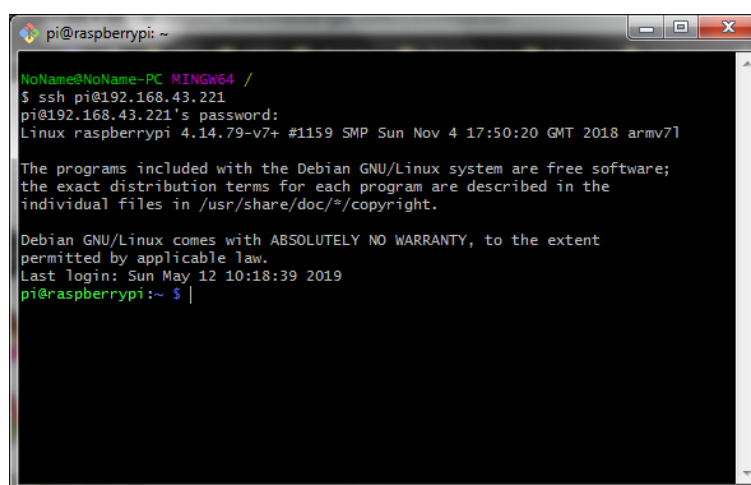 pi@raspberrypi: ~
NoName@NoName-PC MINGW64 /
$ ssh pi@192.168.43.221
pi@192.168.43.221's password:
Linux raspberrypi 4.14.79-v7+ #1159 SMP Sun Nov 4 17:50:20 GMT 2018 armv7l
The programs included with the Debian GNU/Linux system are free software;
the exact distribution terms for each program are described in the
individual files in /usr/share/doc/*/copyright.
Debian GNU/Linux comes with ABSOLUTELY NO WARRANTY, to the extent
permitted by applicable law.
Last login: Sun May 12 10:18:39 2019
pi@raspberrypi:~ $